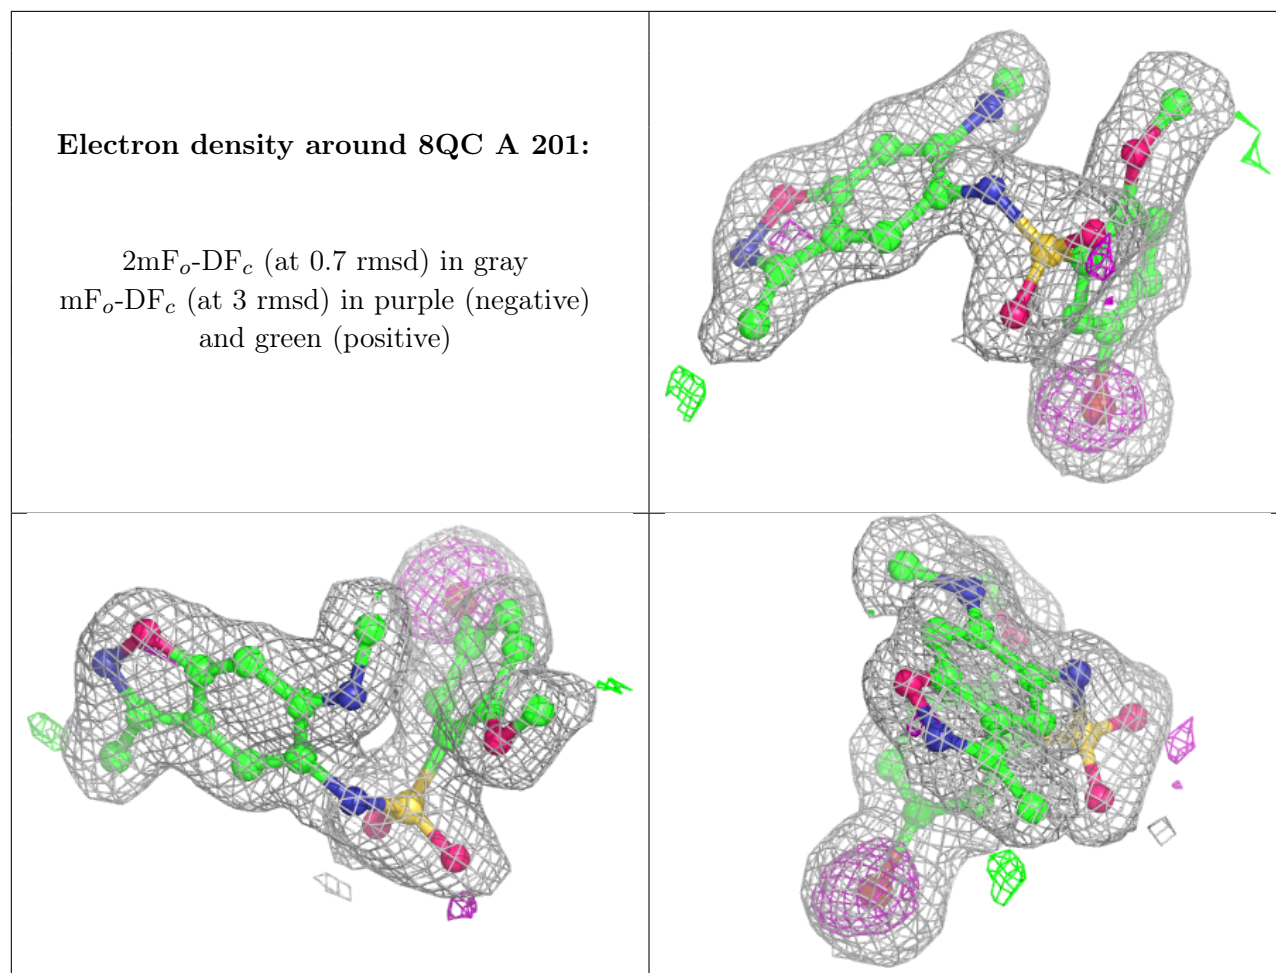 Electron density around 8QC A 201:
2mFo-DFc (at 0.7 rmsd) in gray
mFo-DFc (at 3 rmsd) in purple (negative)
and green (positive)